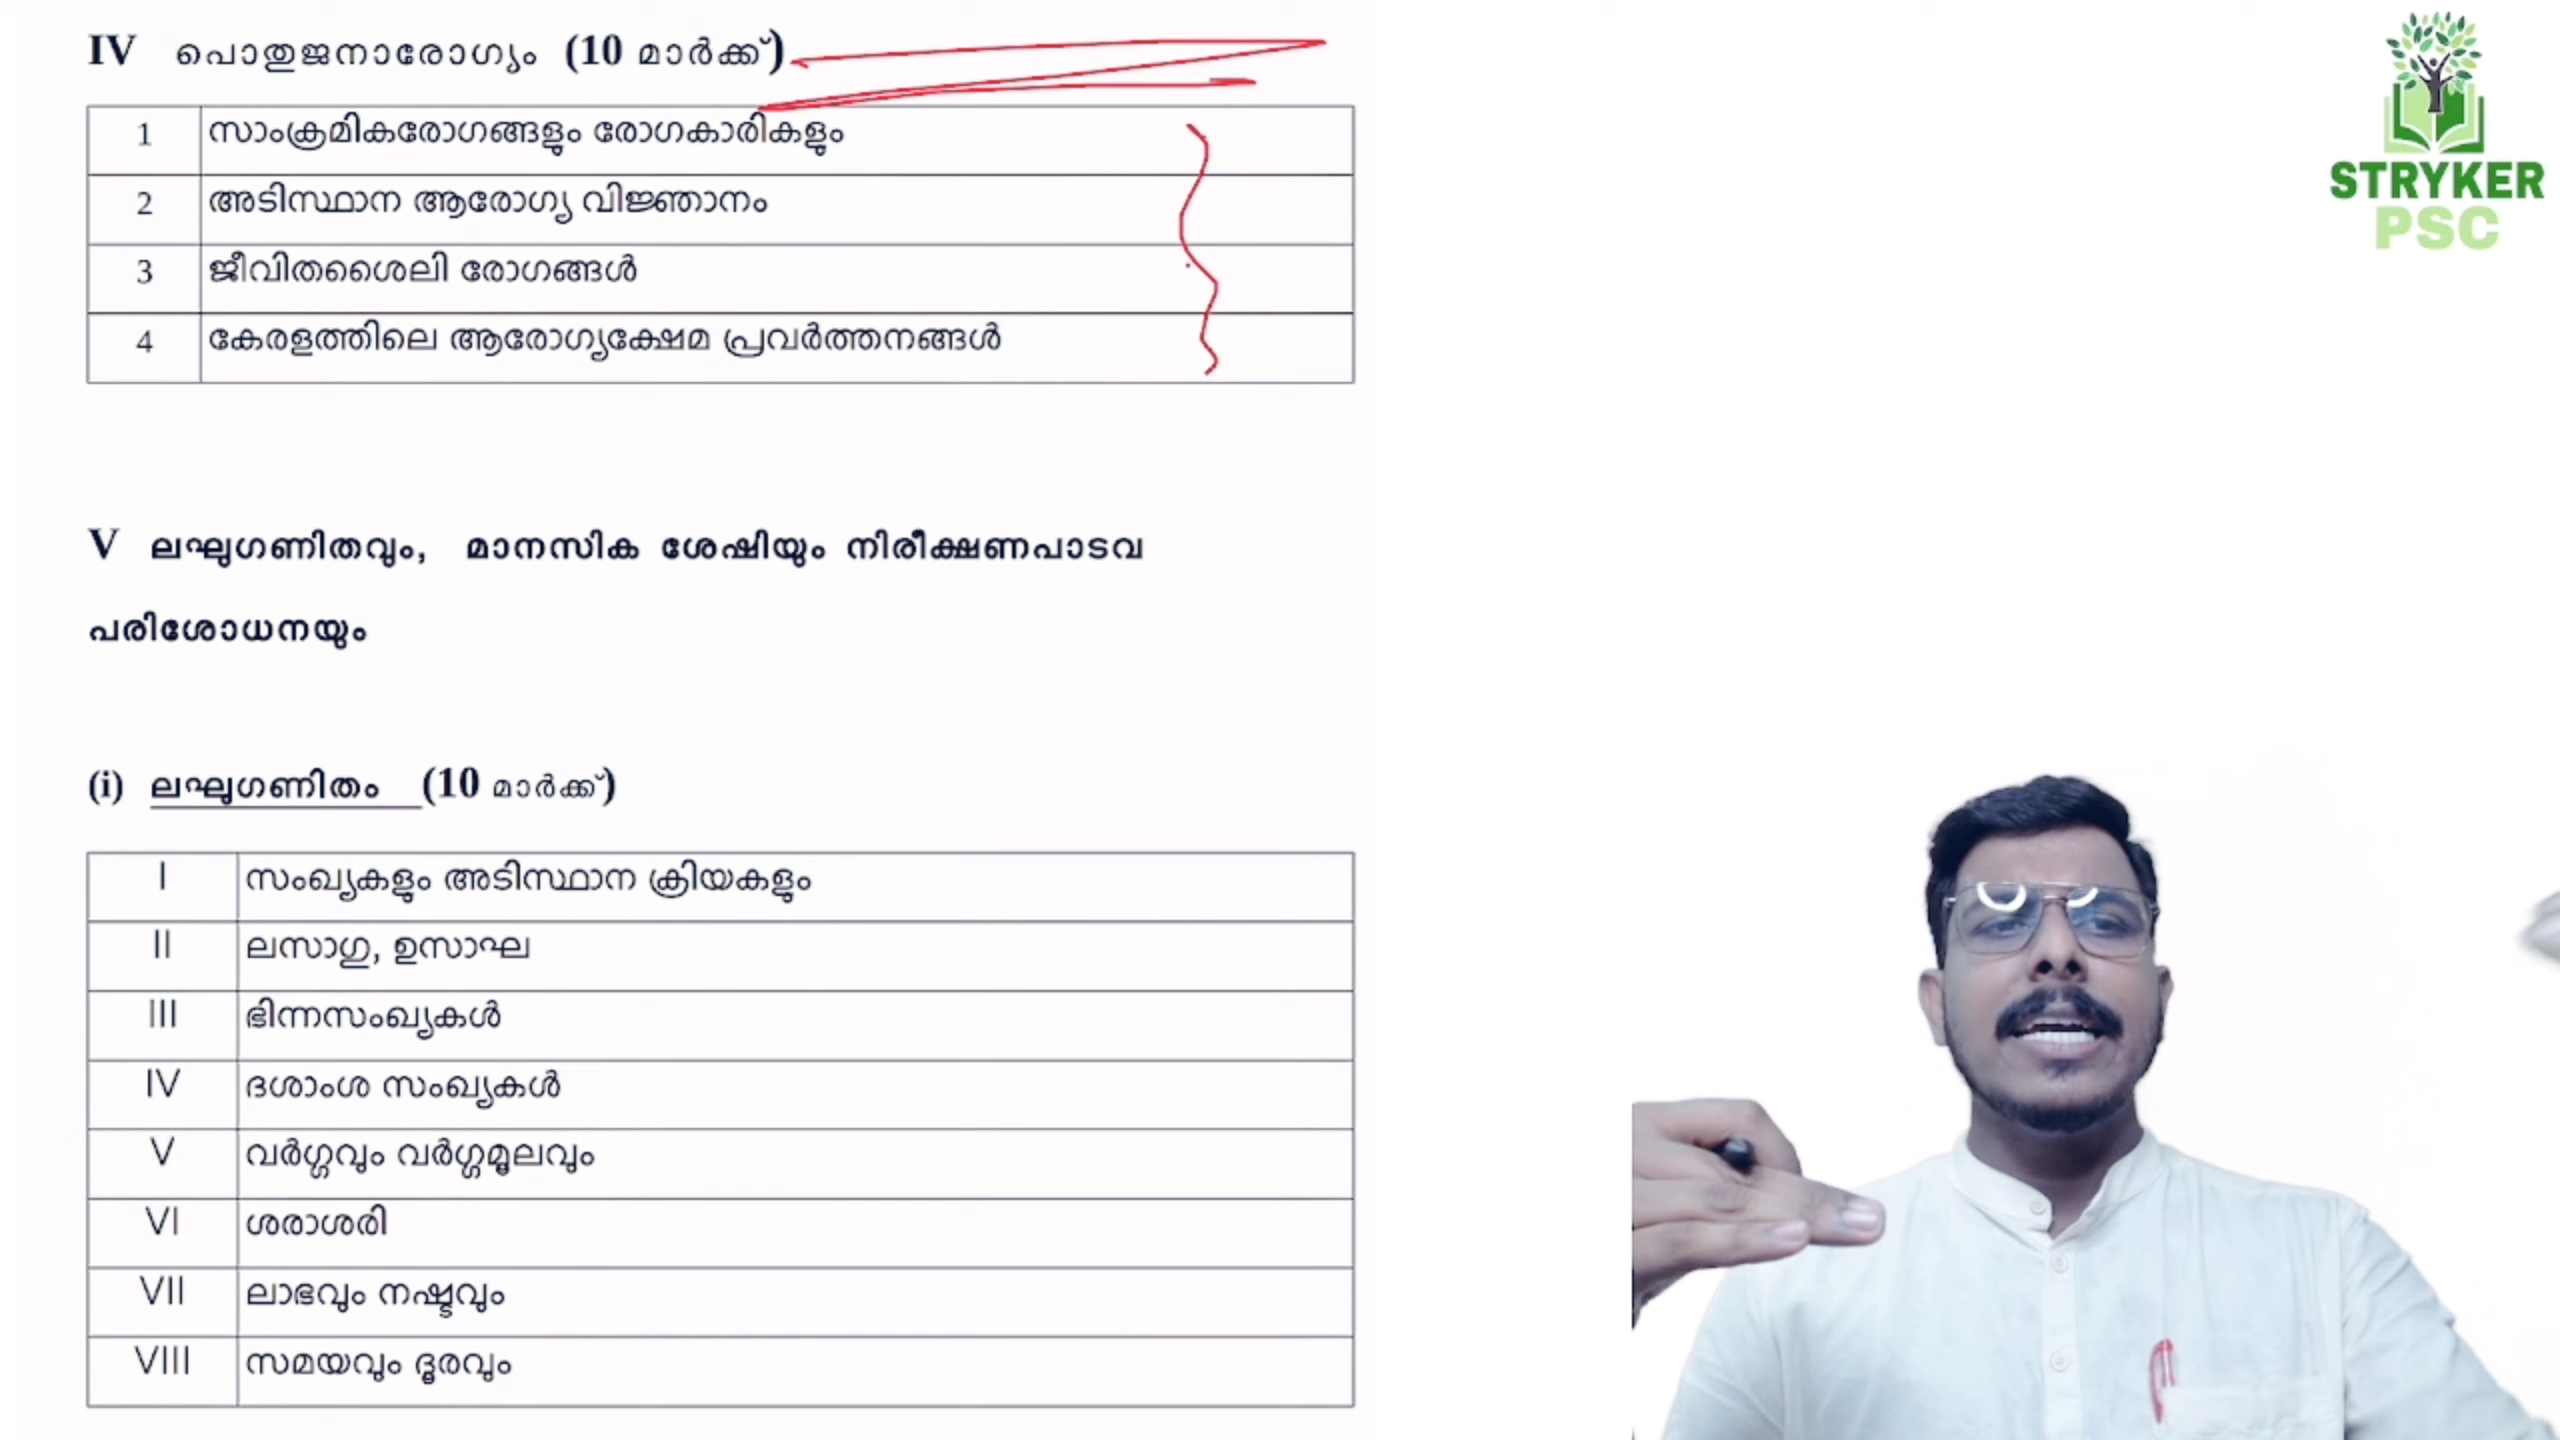 IV പൊതുജനാരോഗ്യം (10 മാർക്ക്)
1 സാംക്രമികരോഗങ്ങളും രോഗകാരികളും
2 അടിസ്ഥാന ആരോഗ്യ വിജ്ഞാനം
3 ജീവിതശൈലി രോഗങ്ങൾ
4 കേരളത്തിലെ ആരോഗ്യക്ഷേമ പ്രവർത്തനങ്ങൾ
V ലഘുഗണിതവും, മാനസിക ശേഷിയും നിരീക്ഷണപാടവ
പരിശോധനയും
(i) ലഘുഗണിതം (10 മാർക്ക്)
I സംഖ്യകളും അടിസ്ഥാന ക്രിയകളും
II ലസാഗു, ഉസാഘ
III ഭിന്നസംഖ്യകൾ
IV ദശാംശ സംഖ്യകൾ
V വർഗ്ഗവും വർഗ്ഗമൂലവും
VI ശരാശരി
VII ലാഭവും നഷ്ടവും
VIII സമയവും ദൂരവും
STRYKER
PSC